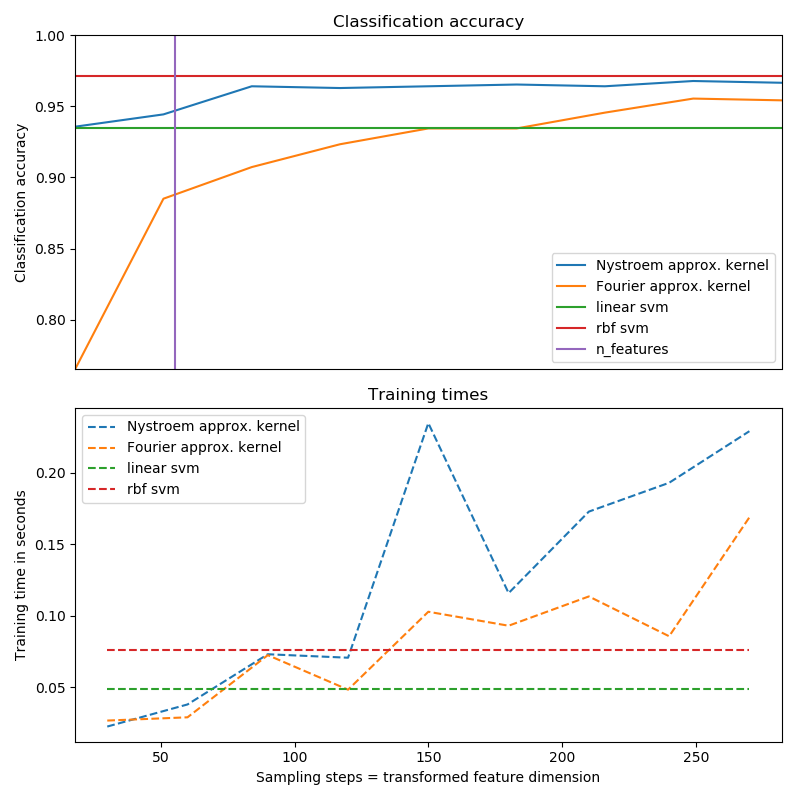 Classification accuracy
Classification accuracy
1.00
0.95
0.90
0.85
0.80
Nystroem approx. kernel
Fourier approx. kernel
linear svm
rbf svm
n_features
Training times
Training time in seconds
0.20
0.15
0.10
0.05
Nystroem approx. kernel
Fourier approx. kernel
linear svm
rbf svm
50 100 150 200 250
Sampling steps = transformed feature dimension